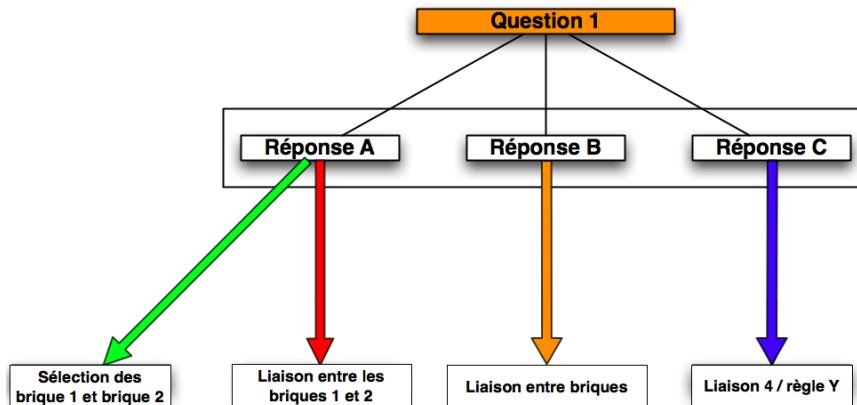 Question 1
Réponse A
Réponse B
Réponse C
Sélection des
brique 1 et brique 2
Liaison entre les
briques 1 et 2
Liaison entre briques
Liaison 4 / règle Y